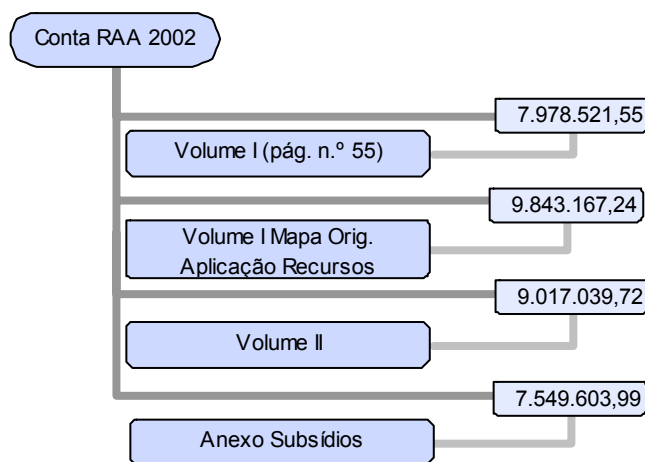 Conta RAA 2002
7.978.521,55
Volume I (pág. n.º 55)
9.843.167,24
Volume I Mapa Orig.
Aplicação Recursos
9.017.039,72
Volume II
7.549.603,99
Anexo Subsídios